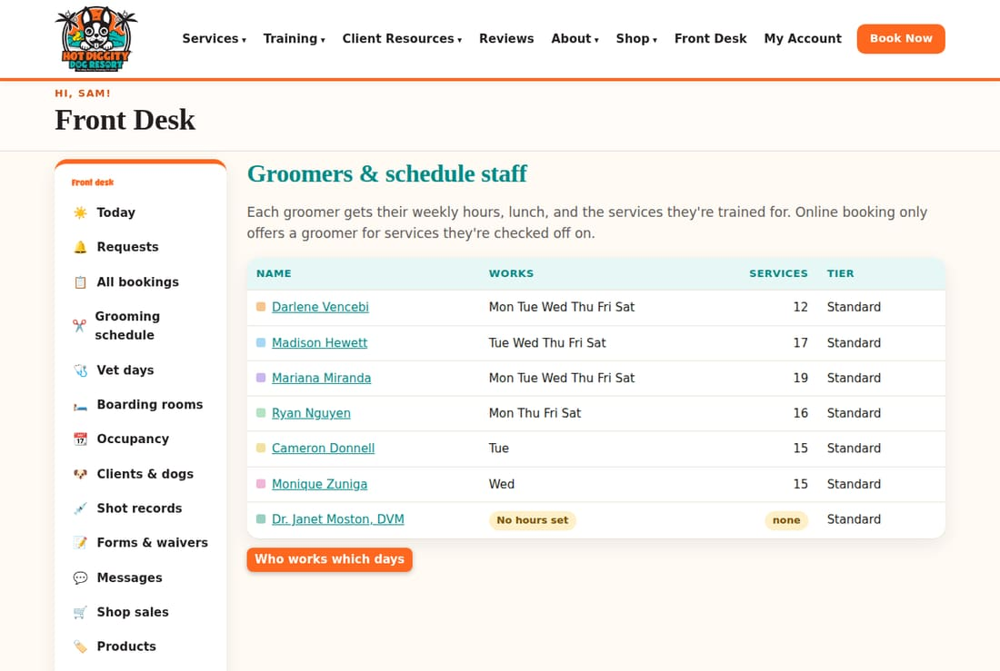 HOT DIGGITY
DOG RESORT
Services ▾ Training ▾ Client Resources ▾ Reviews About ▾ Shop ▾ Front Desk My Account Book Now
HI, SAM!
Front Desk
Front desk
☀️ Today
🔔 Requests
📋 All bookings
✂️ Grooming
schedule
🩺 Vet days
🛏️ Boarding rooms
📆 Occupancy
🐶 Clients & dogs
💉 Shot records
📝 Forms & waivers
💬 Messages
🛒 Shop sales
🏷️ Products
Groomers & schedule staff
Each groomer gets their weekly hours, lunch, and the services they're trained for. Online booking only
offers a groomer for services they're checked off on.
NAME WORKS SERVICES TIER
Darlene Vencebi Mon Tue Wed Thu Fri Sat 12 Standard
Madison Hewett Tue Wed Thu Fri Sat 17 Standard
Mariana Miranda Mon Tue Wed Thu Fri Sat 19 Standard
Ryan Nguyen Mon Thu Fri Sat 16 Standard
Cameron Donnell Tue 15 Standard
Monique Zuniga Wed 15 Standard
Dr. Janet Moston, DVM No hours set none Standard
Who works which days